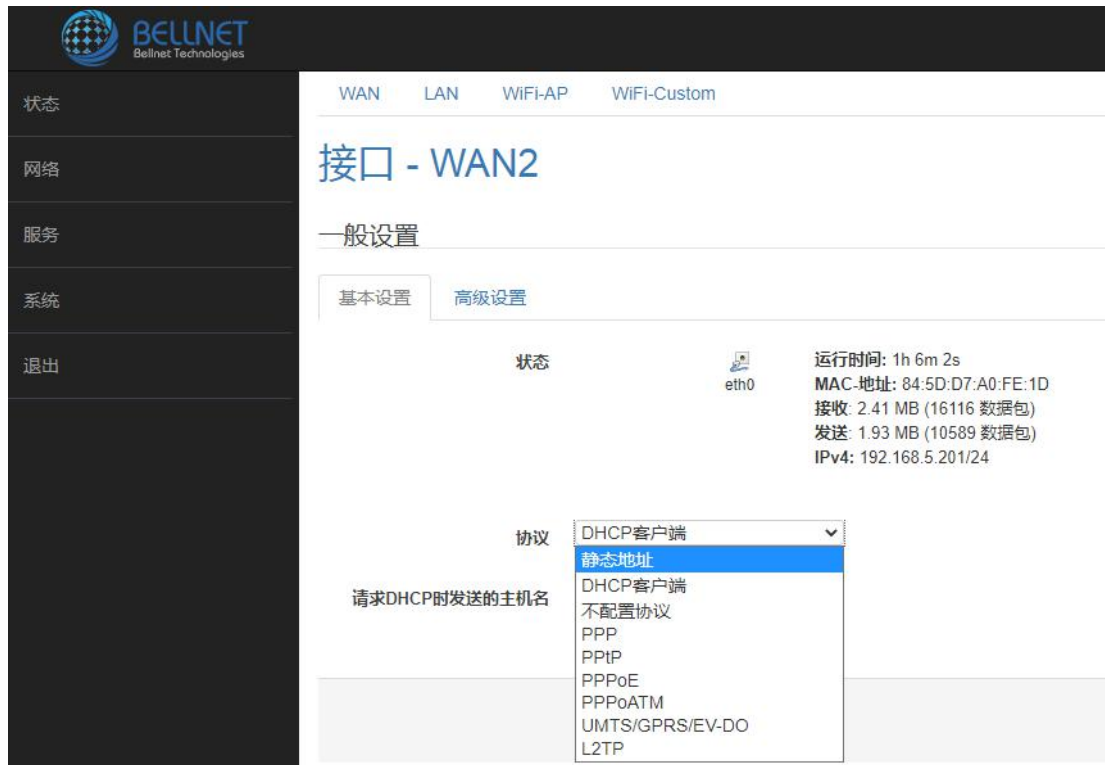 BELLNET
Bellnet Technologies
状态
网络
服务
系统
退出
WAN LAN WiFi-AP WiFi-Custom
接口 - WAN2
一般设置
基本设置 高级设置
状态
eth0
运行时间: 1h 6m 2s
MAC-地址: 84:5D:D7:A0:FE:1D
接收: 2.41 MB (16116 数据包)
发送: 1.93 MB (10589 数据包)
IPv4: 192.168.5.201/24
协议 DHCP客户端
请求DHCP时发送的主机名
静态地址
DHCP客户端
不配置协议
PPP
PPtP
PPPoE
PPPoATM
UMTS/GPRS/EV-DO
L2TP